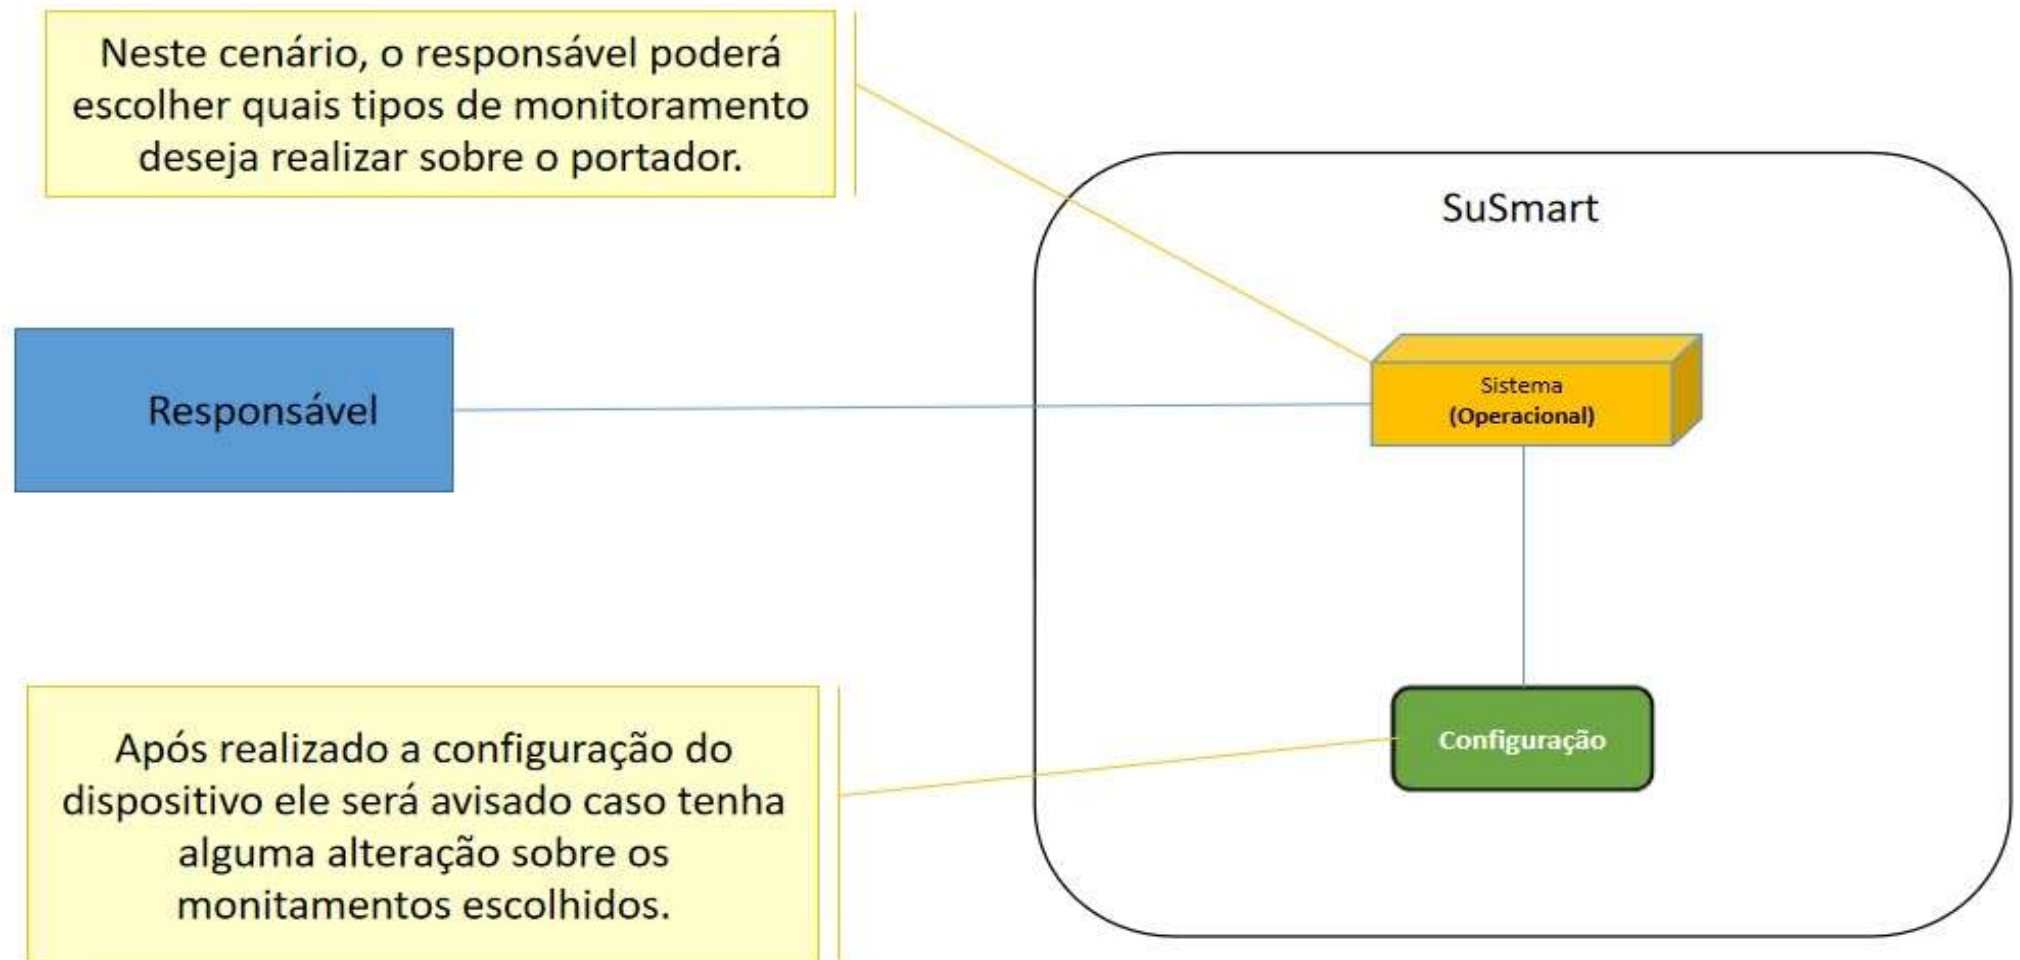 Neste cenário, o responsável poderá
escolher quais tipos de monitoramento
deseja realizar sobre o portador.
SuSmart
Sistema
(Operacional)
Responsável
Configuração
Após realizado a configuração do
dispositivo ele será avisado caso tenha
alguma alteração sobre os
monitamentos escolhidos.